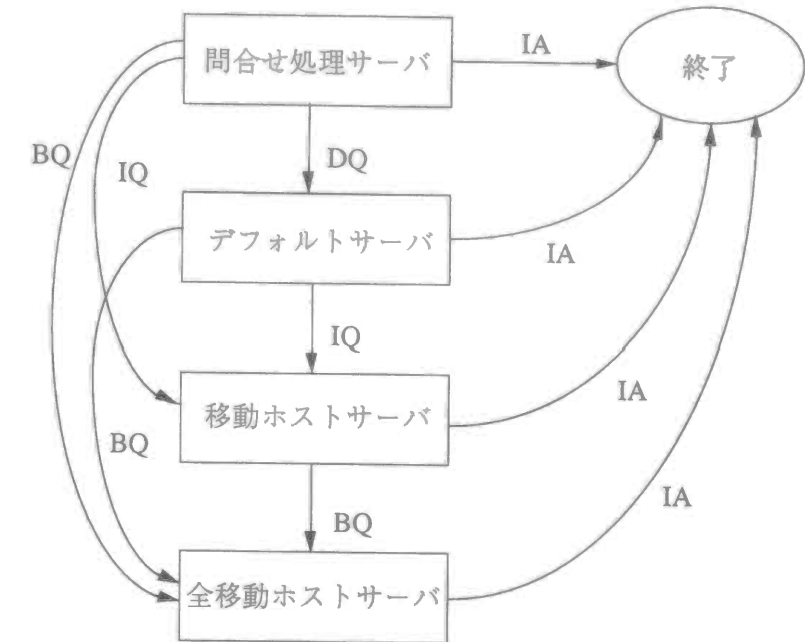 問合せ処理サーバ
IA
終了
BQ
IQ
DQ
デフォルトサーバ
IA
IQ
移動ホストサーバ
IA
BQ
BQ
IA
全移動ホストサーバ